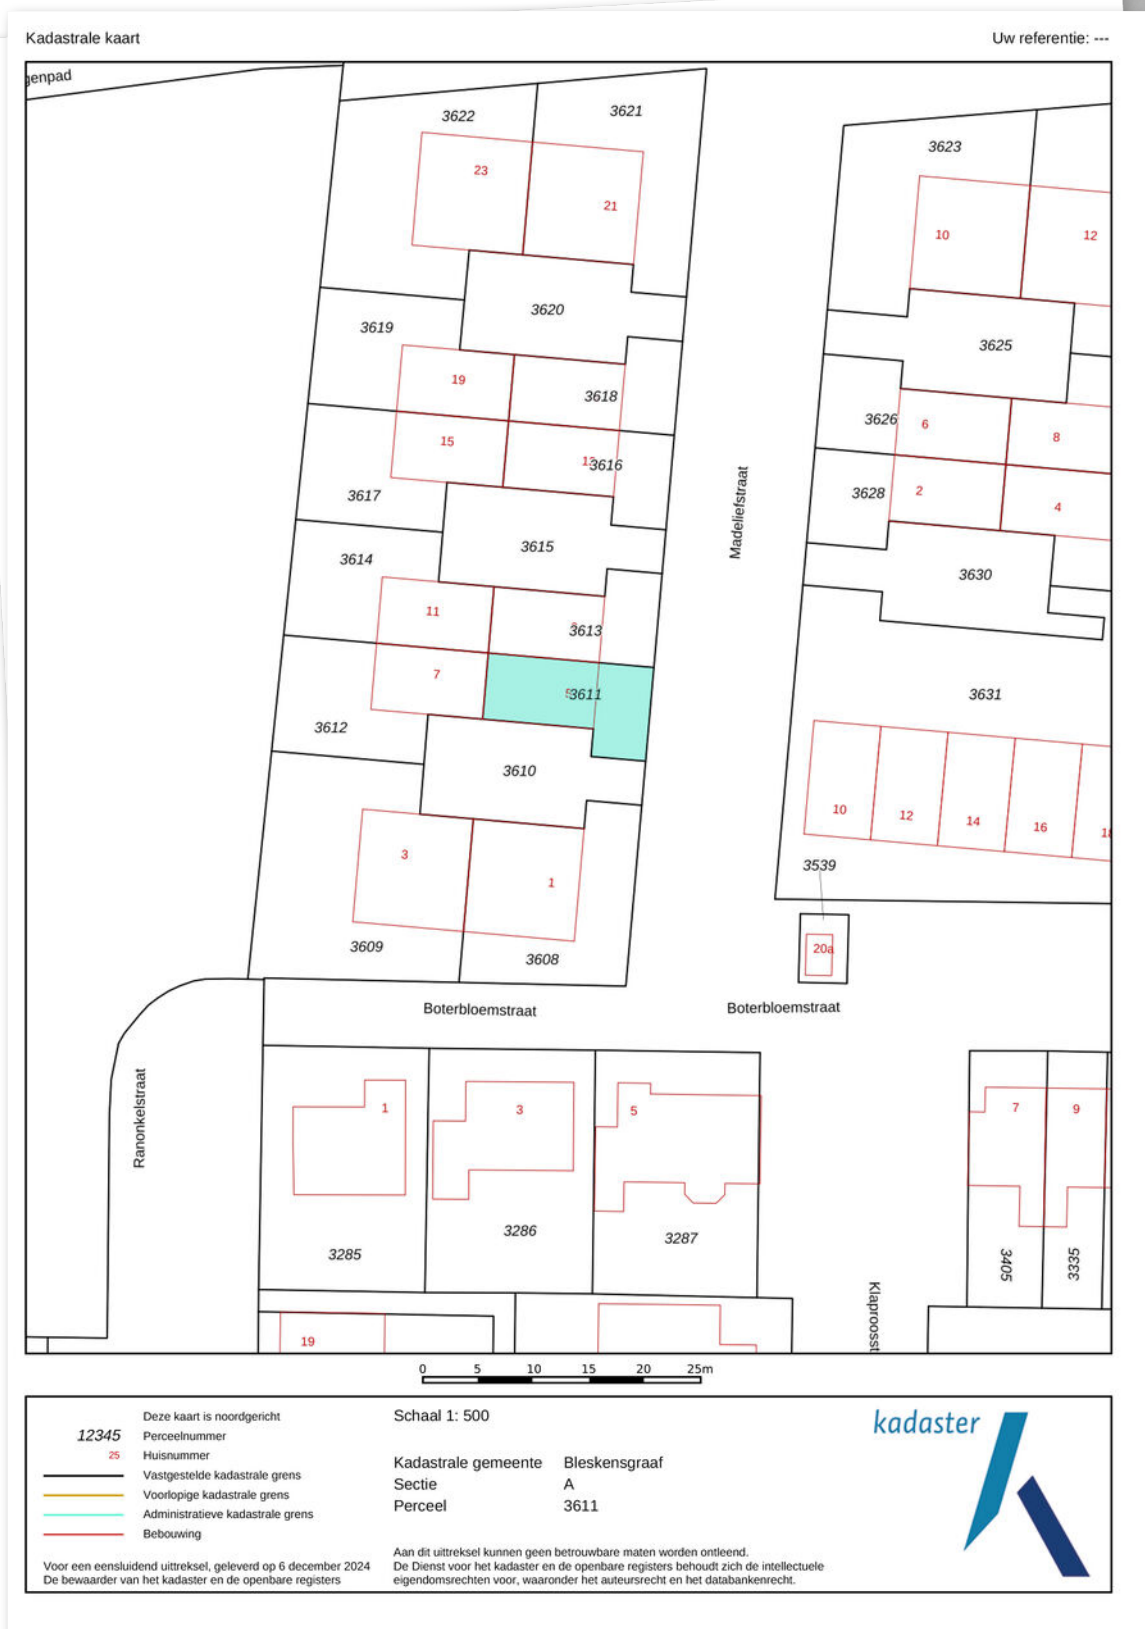 Kadastrale kaart
Uw referentie: ---
genpad
3622
3621
3623
23
21
10
12
3620
3619
3625
19
3618
3626
6
8
15
3616
3617
3628
2
4
Madeliefstraat
3615
3614
3630
11
3613
7
3611
3631
3612
3610
10
12
14
16
3
1
3539
3609
3608
20a
Boterbloemstraat
Boterbloemstraat
Ranonkelstraat
1
3
5
7
9
3285
3286
3287
3405
3335
Klaproosst
19
0 5 10 15 20 25m
Deze kaart is noordgericht
12345 Perceelnummer
25 Huisnummer
Vastgestelde kadastrale grens
Voorlopige kadastrale grens
Administratieve kadastrale grens
Bebouwing
Voor een eensluidend uittreksel, geleverd op 6 december 2024
De bewaarder van het kadaster en de openbare registers
Schaal 1: 500
Kadastrale gemeente Bleskensgraaf
Sectie A
Perceel 3611
Aan dit uittreksel kunnen geen betrouwbare maten worden ontleend.
De Dienst voor het kadaster en de openbare registers behoudt zich de intellectuele
eigendomsrechten voor, waaronder het auteursrecht en het databankenrecht.
kadaster